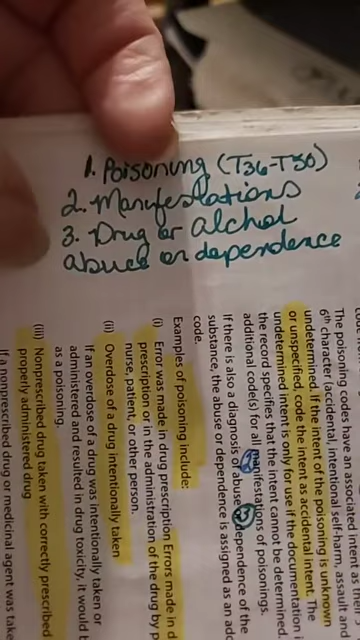 1. Poisoning (T36-T50)
2. Manifestations
3. Drug or alchol
abuse or dependence
The poisoning codes have an associated intent as their
6th character (accidental, intentional self-harm, assault and
undetermined. If the intent of the poisoning is unknown
or unspecified, code the intent as accidental intent. The
undetermined intent is only for use if the documentation i
the record specifies that the intent cannot be determined
additional code(s) for all manifestations of poisonings.
If there is also a diagnosis of abuse or dependence of the
substance, the abuse or dependence is assigned as an add
code.
Examples of poisoning include:
(i) Error was made in drug prescription Errors made in d
prescription or in the administration of the drug by p
nurse, patient, or other person.
(ii) Overdose of a drug intentionally taken
If an overdose of a drug was intentionally taken or
administered and resulted in drug toxicity, it would b
as a poisoning.
(iii) Nonprescribed drug taken with correctly prescribed
properly administered drug
If a nonprescribed drug or medicinal agent was take